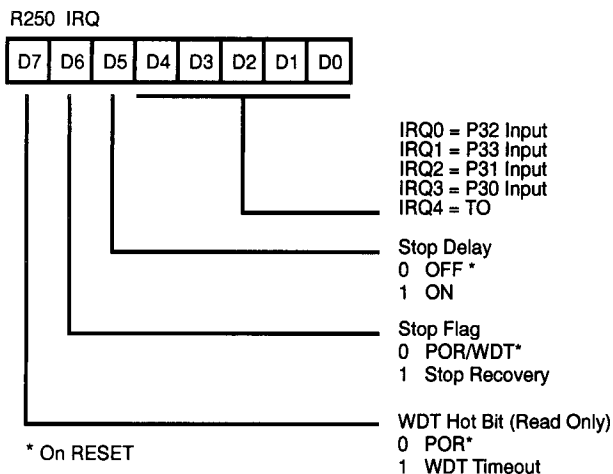 R250 IRQ
D7 D6 D5 D4 D3 D2 D1 D0
IRQ0 = P32 Input
IRQ1 = P33 Input
IRQ2 = P31 Input
IRQ3 = P30 Input
IRQ4 = TO
Stop Delay
0 OFF *
1 ON
Stop Flag
0 POR/WDT*
1 Stop Recovery
WDT Hot Bit (Read Only)
0 POR*
1 WDT Timeout
* On RESET